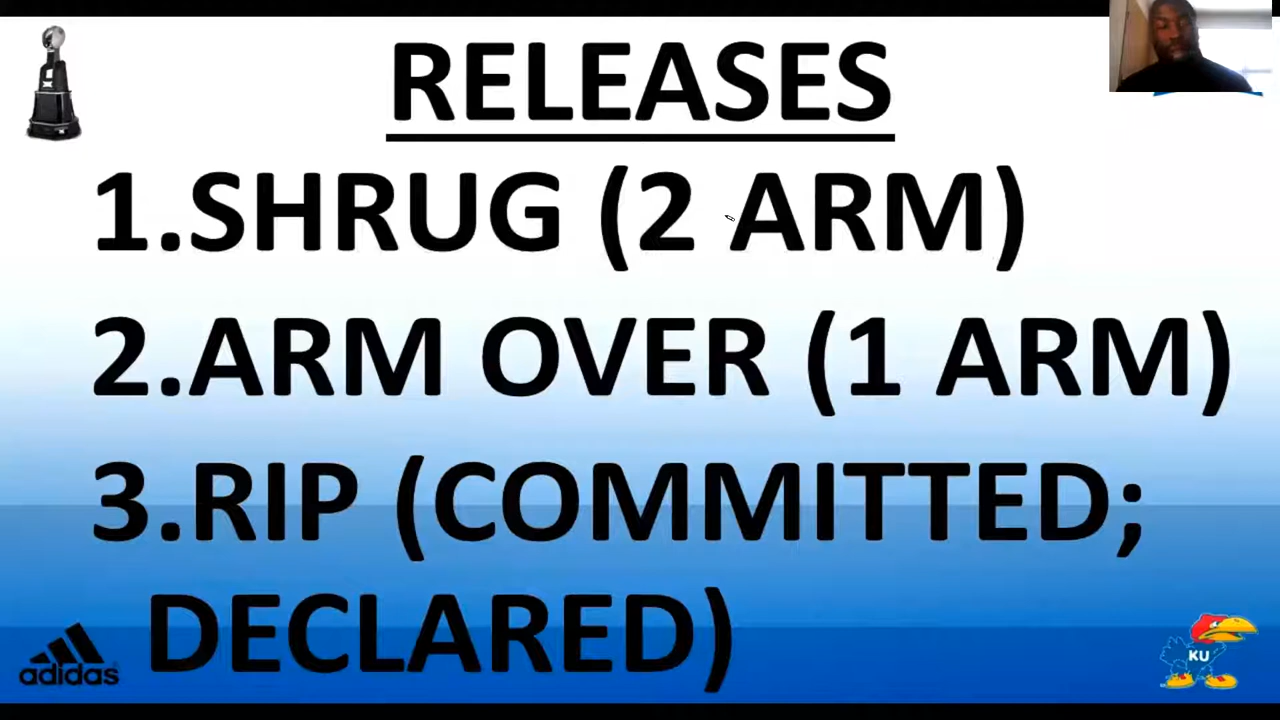 RELEASES
1.SHRUG (2 ARM)
2.ARM OVER (1 ARM)
3.RIP (COMMITTED;
DECLARED)
adidas
KU